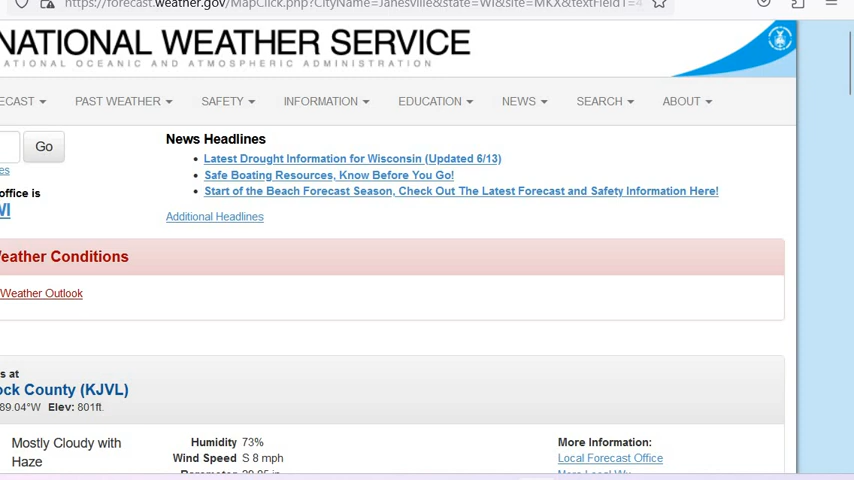 https://forecast.weather.gov/MapClick.php?CityName=Janesville&state=WI&site=MKX&textField1=4
NATIONAL WEATHER SERVICE
ATIONAL OCEANIC AND ATMOSPHERIC ADMINISTRATION
ECAST PAST WEATHER SAFETY INFORMATION EDUCATION NEWS SEARCH ABOUT
Go
es
office is
WI
News Headlines
Latest Drought Information for Wisconsin (Updated 6/13)
Safe Boating Resources, Know Before You Go!
Start of the Beach Forecast Season, Check Out The Latest Forecast and Safety Information Here!
Additional Headlines
Weather Conditions
Weather Outlook
s at
ock County (KJVL)
89.04°W Elev: 801ft.
Mostly Cloudy with
Haze
Humidity 73%
Wind Speed S 8 mph
More Information:
Local Forecast Office